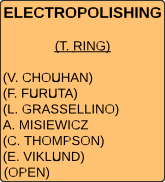 ELECTROPOLISHING
(T. RING)
(V. CHOUHAN)
(F. FURUTA)
(L. GRASSELLINO)
A. MISIEWICZ
(C. THOMPSON)
(E. VIKLUND)
(OPEN)